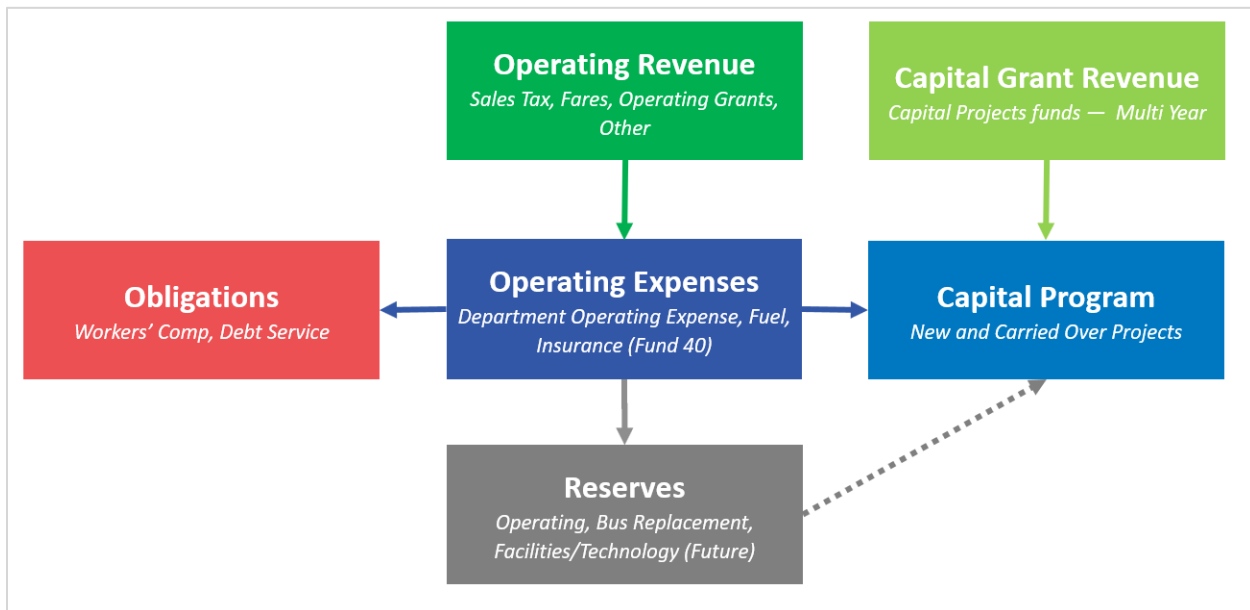 Operating Revenue
Sales Tax, Fares, Operating Grants,
Other
Capital Grant Revenue
Capital Projects funds — Multi Year
Obligations
Workers' Comp, Debt Service
Operating Expenses
Department Operating Expense, Fuel,
Insurance (Fund 40)
Capital Program
New and Carried Over Projects
Reserves
Operating, Bus Replacement,
Facilities/Technology (Future)